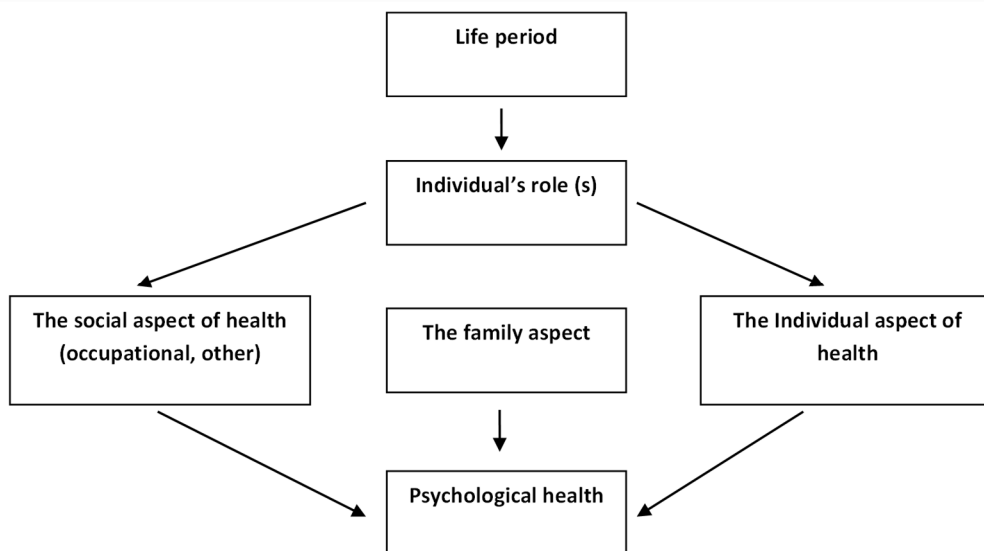 Life period
Individual’s role (s)
The social aspect of health
(occupational, other)
The family aspect
The Individual aspect of
health
Psychological health